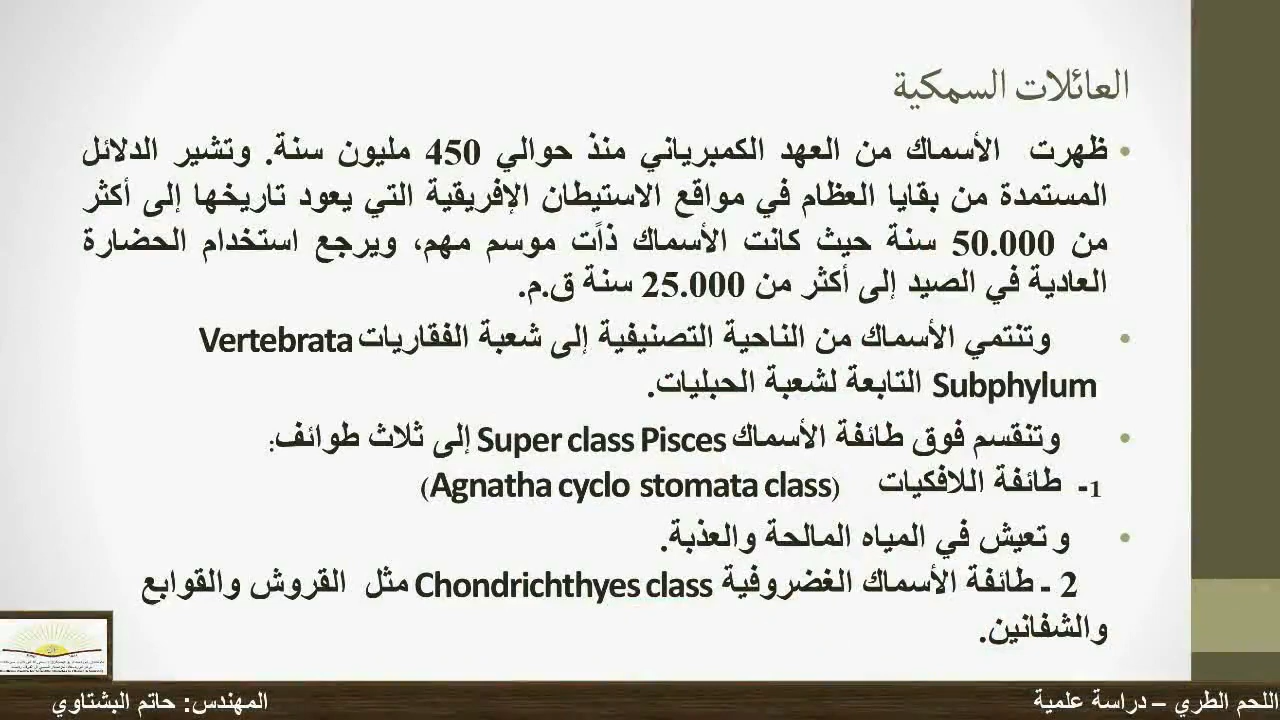 العائلات السمكية
• ظهرت الأسماك من العهد الكمبرياني منذ حوالي 450 مليون سنة. وتشير الدلائل
المستمدة من بقايا العظام في مواقع الاستيطان الإفريقية التي يعود تاريخها إلى أكثر
من 50.000 سنة حيث كانت الأسماك ذات موسم مهم، ويرجع استخدام الحضارة
العادية في الصيد إلى أكثر من 25.000 سنة ق.م.
• وتنتمي الأسماك من الناحية التصنيفية إلى شعبة الفقاريات Vertebrata
Subphylum التابعة لشعبة الحبليات.
• وتنقسم فوق طائفة الأسماك Super class Pisces إلى ثلاث طوائف:
1- طائفة اللافكيات (Agnatha cyclo stomata class)
• و تعيش في المياه المالحة والعذبة.
2 - طائفة الأسماك الغضروفية Chondrichthyes class مثل القروش والقوابع
والشفانين.
اللحم الطري – دراسة علمية
المهندس: حاتم البشتاوي